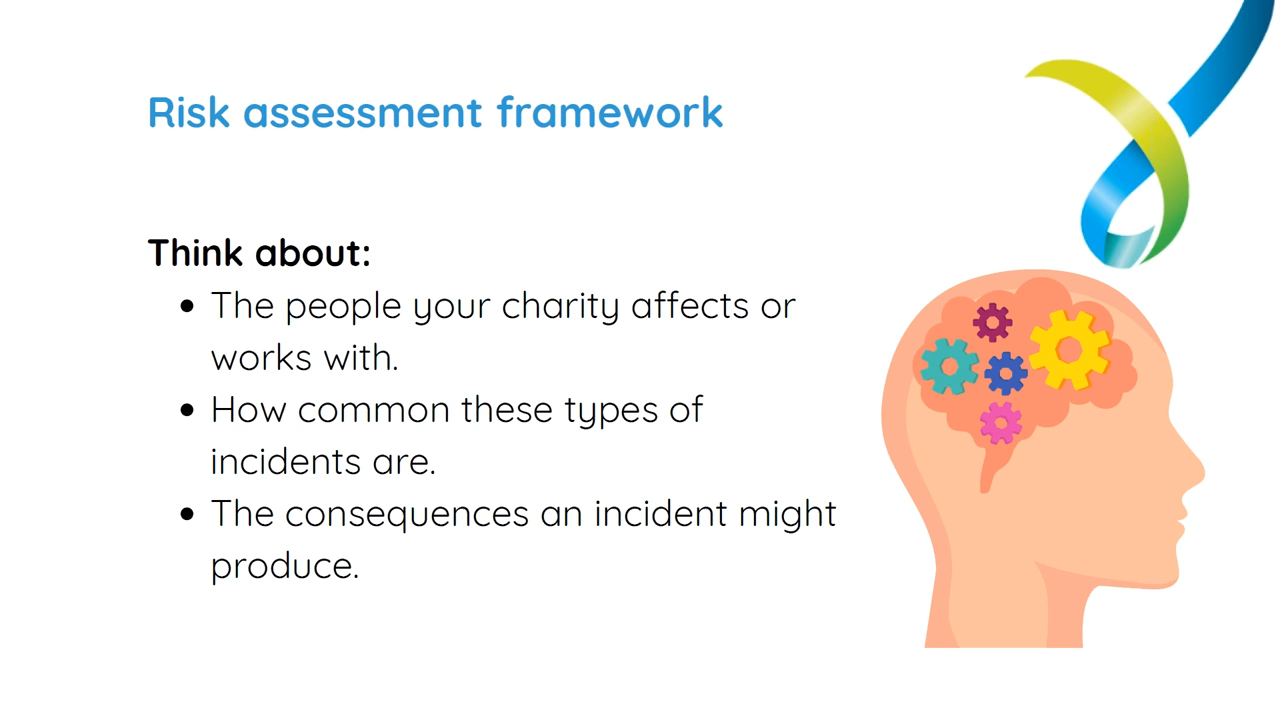 Risk assessment framework
Think about:
• The people your charity affects or
works with.
• How common these types of
incidents are.
• The consequences an incident might
produce.